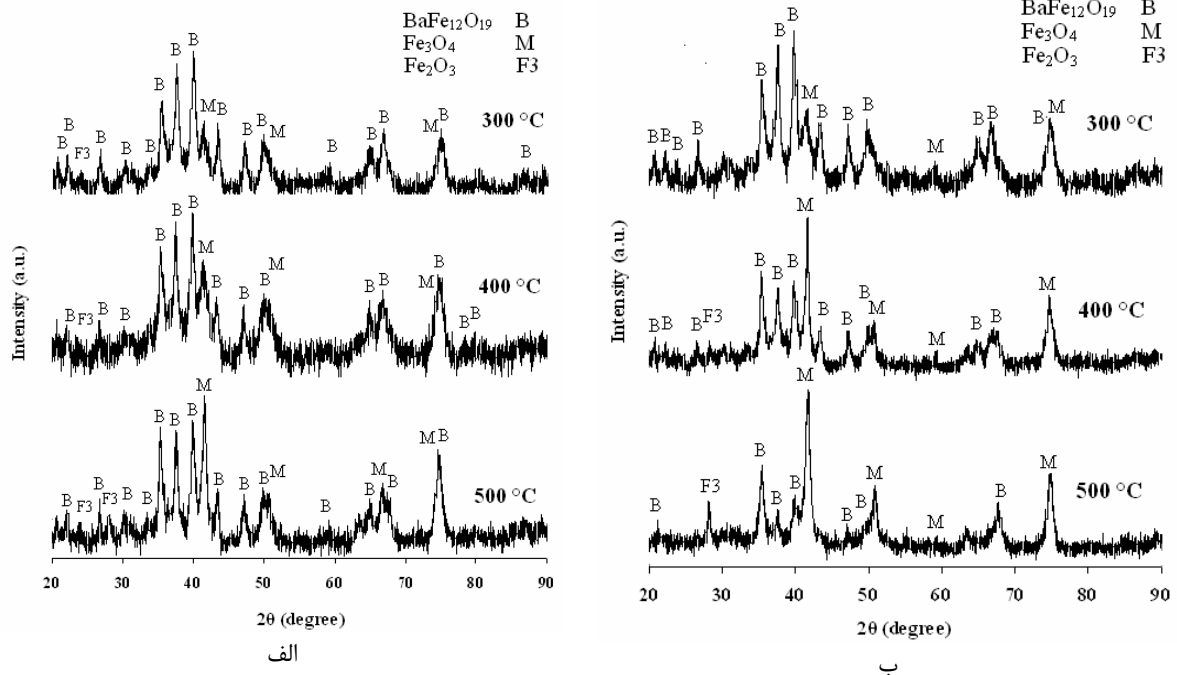 BaFe₁₂O₁₉ B
Fe₃O₄ M
Fe₂O₃ F3
B B F3 B B B B B B M B B B M B B B M B B
300 °C
B F3 B B B B B M B B B M B B M B B B
400 °C
B F3 B F3 B B B B B M B B B M B B M B M B
500 °C
Intensity (a.u.)
20 30 40 50 60 70 80 90
2θ (degree)
الف
BaFe₁₂O₁₉ B
Fe₃O₄ M
Fe₂O₃ F3
B B B B B B B M B B B M B B B M
300 °C
B B B F3 B B B M B B B M M B B M
400 °C
B F3 B B B M B B M M B M
500 °C
Intensity (a.u.)
20 30 40 50 60 70 80 90
2θ (degree)
ب